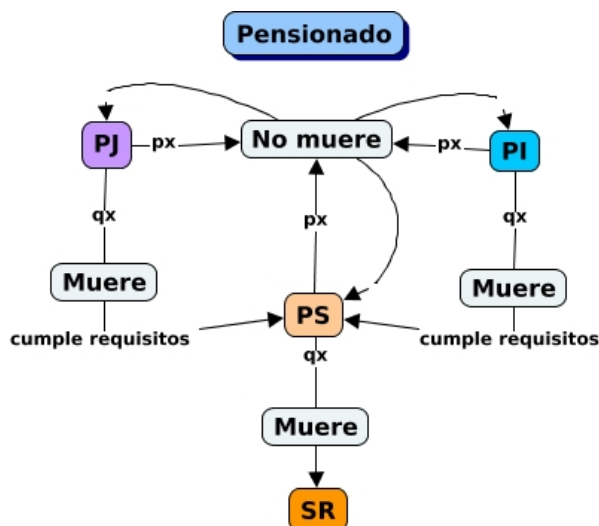 Pensionado
PJ
px
No muere
px
PI
qx
px
qx
Muere
Muere
PS
cumple requisitos
cumple requisitos
qx
Muere
SR